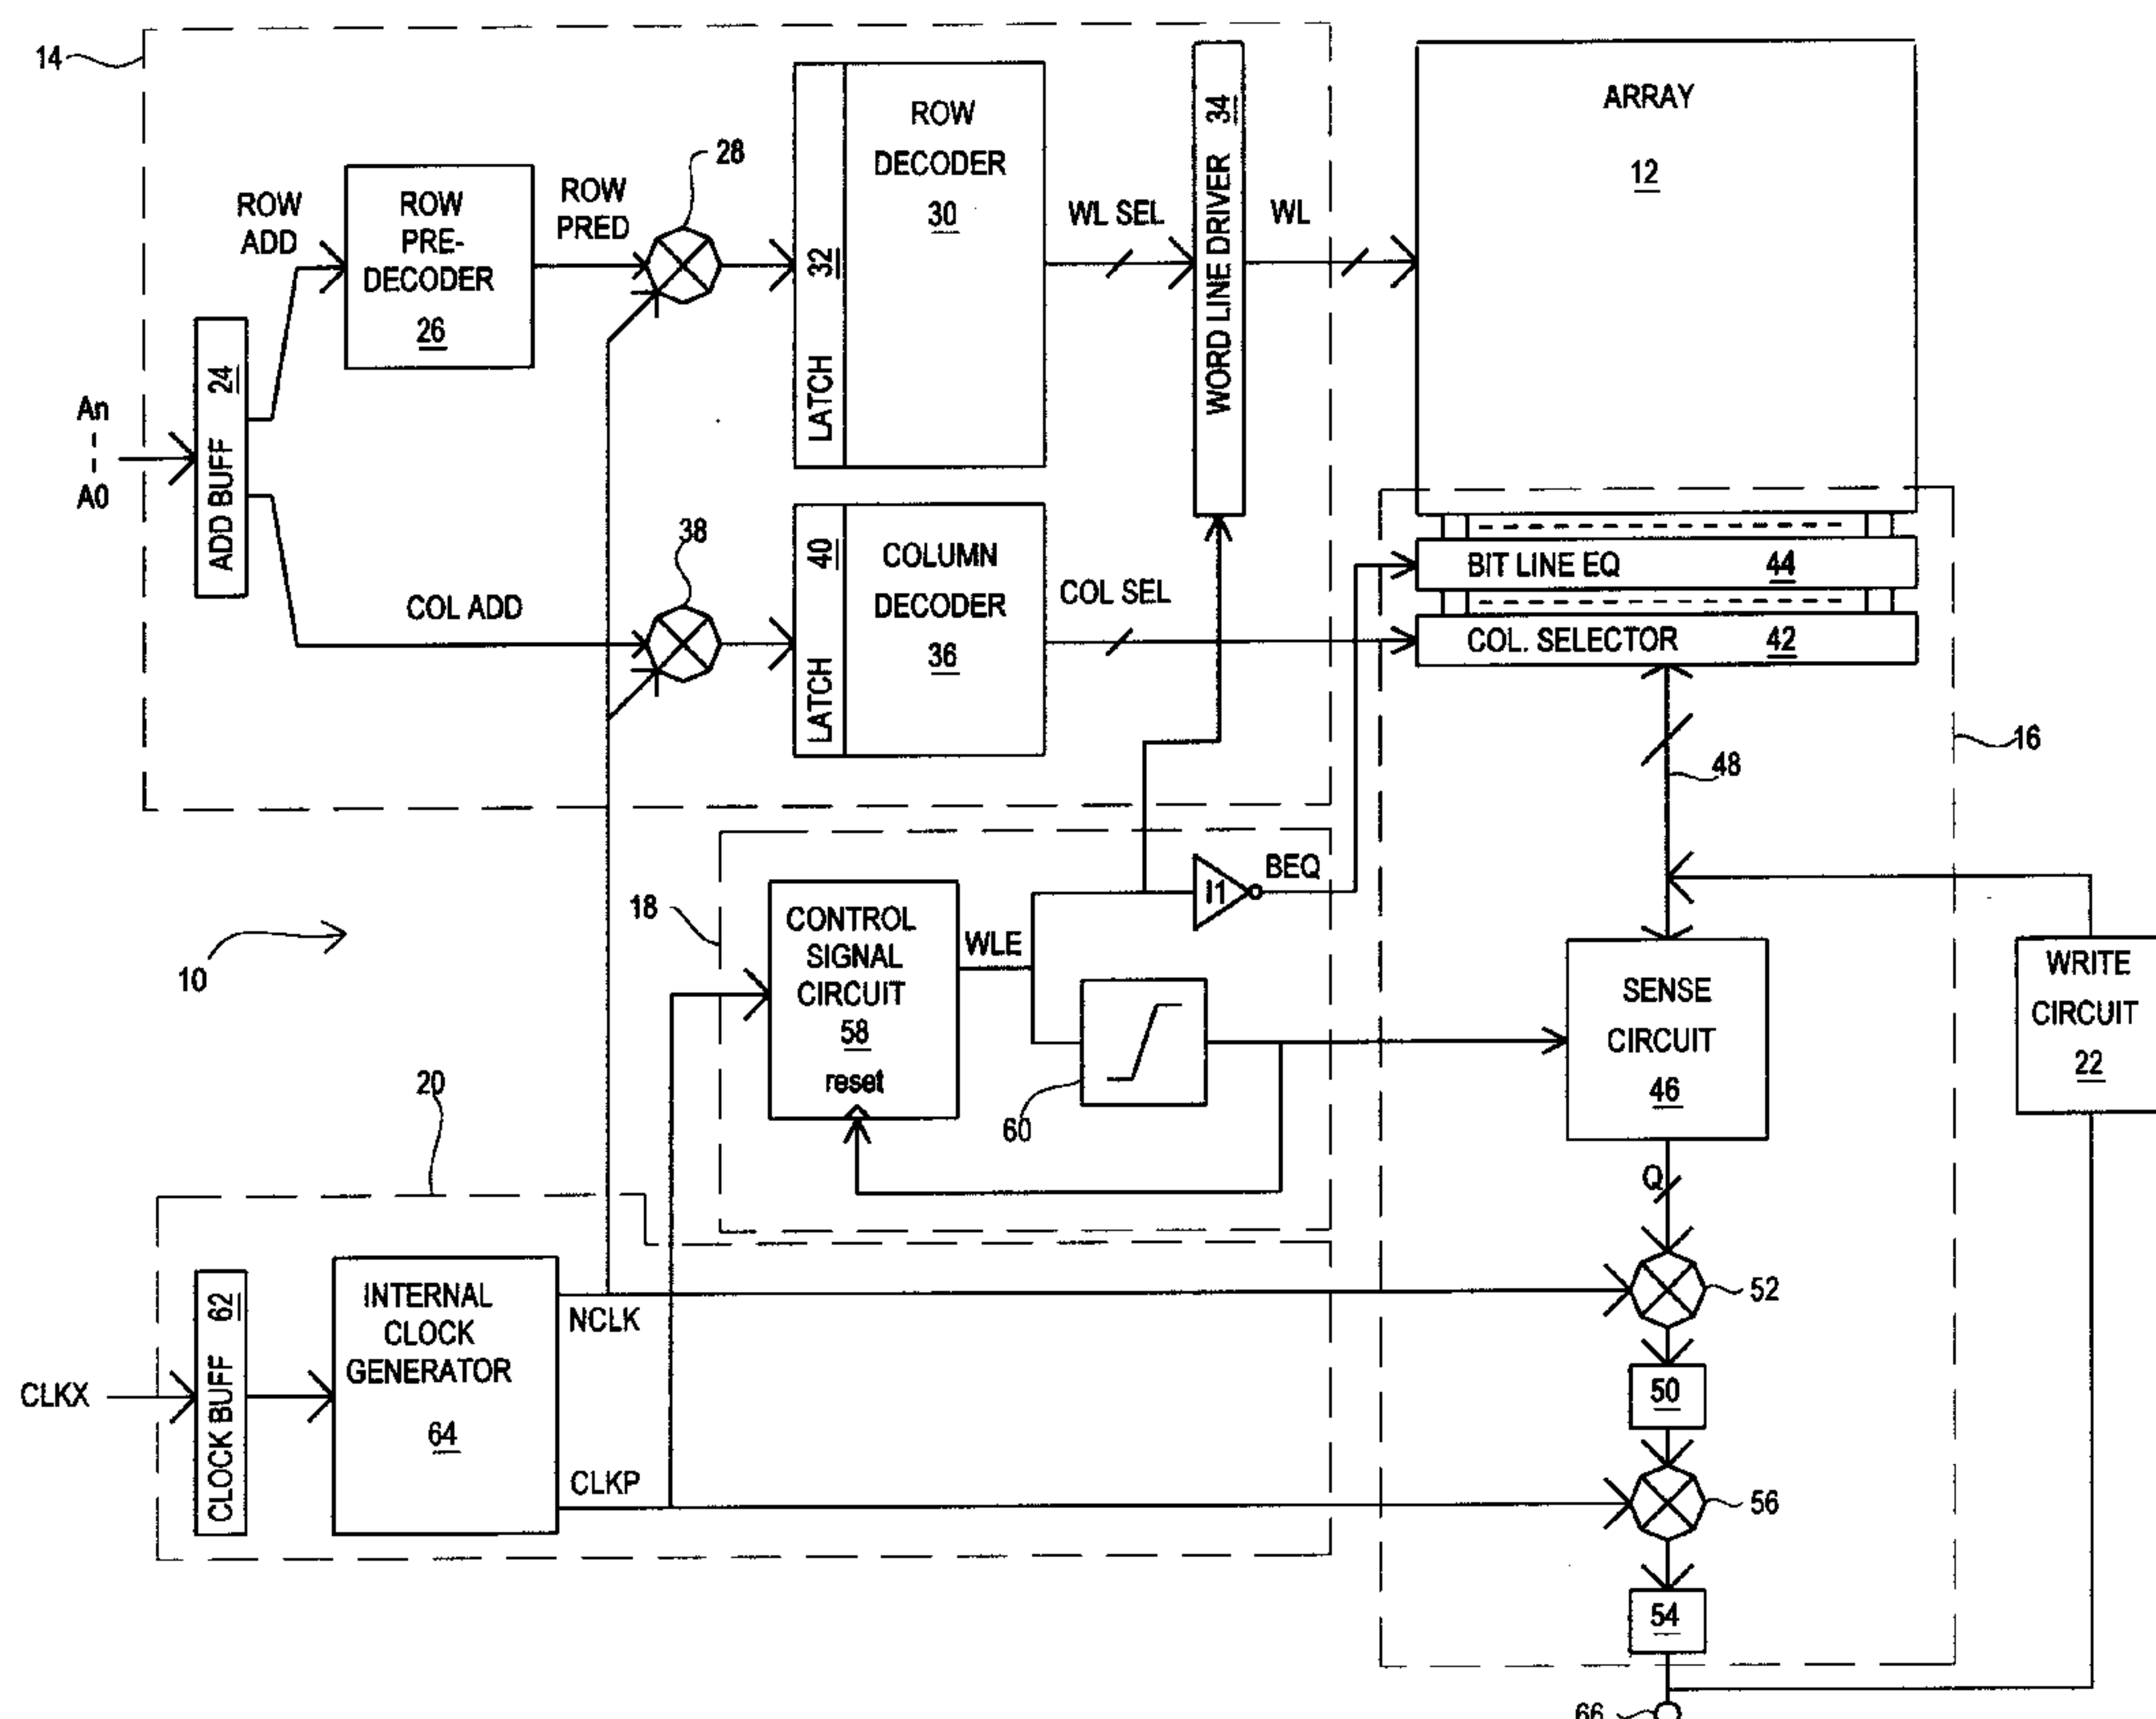 14
ROW
ADD
ROW
PRE-
DECODER
26
ROW
PRED
28
LATCH 32
ROW
DECODER
30
WL SEL
WORD LINE DRIVER 34
WL
ARRAY
12
An
A0
ADD BUFF 24
COL ADD
38
LATCH 40
COLUMN
DECODER
36
COL SEL
BIT LINE EQ 44
COL. SELECTOR 42
16
48
10
18
CONTROL
SIGNAL
CIRCUIT
58
reset
WLE
I1
BEQ
60
SENSE
CIRCUIT
46
WRITE
CIRCUIT
22
Q
20
CLKX
CLOCK BUFF 62
INTERNAL
CLOCK
GENERATOR
64
NCLK
CLKP
52
50
56
54
66